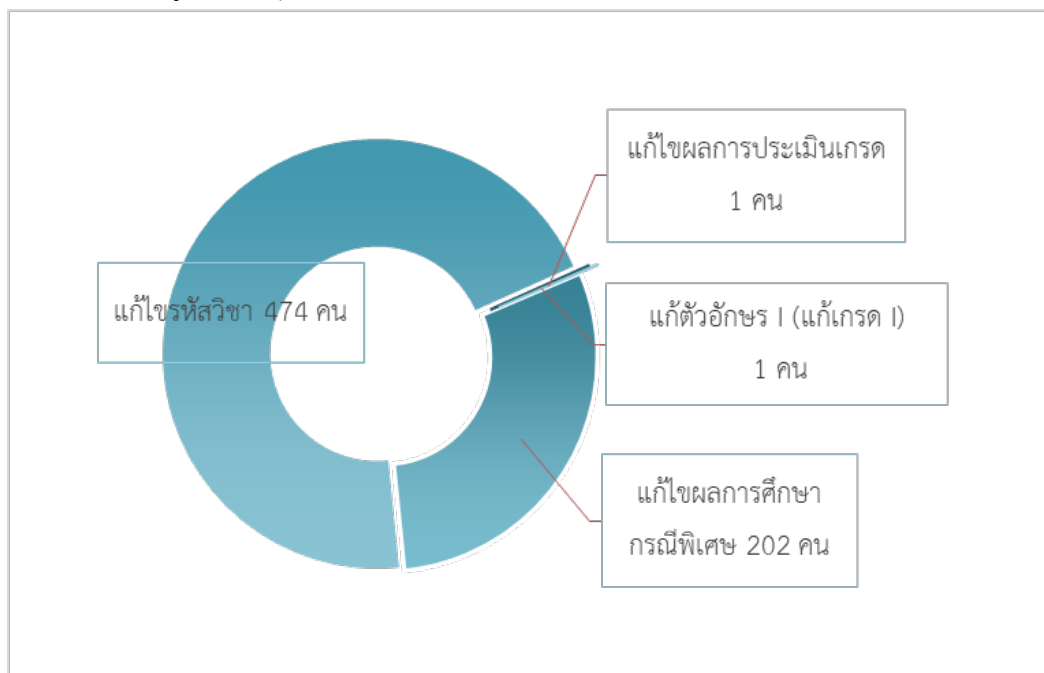 แก้ไขผลการประเมินเกรด
1 คน
แก้ไขรหัสวิชา 474 คน
แก้ตัวอักษร I (แก้เกรด I)
1 คน
แก้ไขผลการศึกษา
กรณีพิเศษ 202 คน